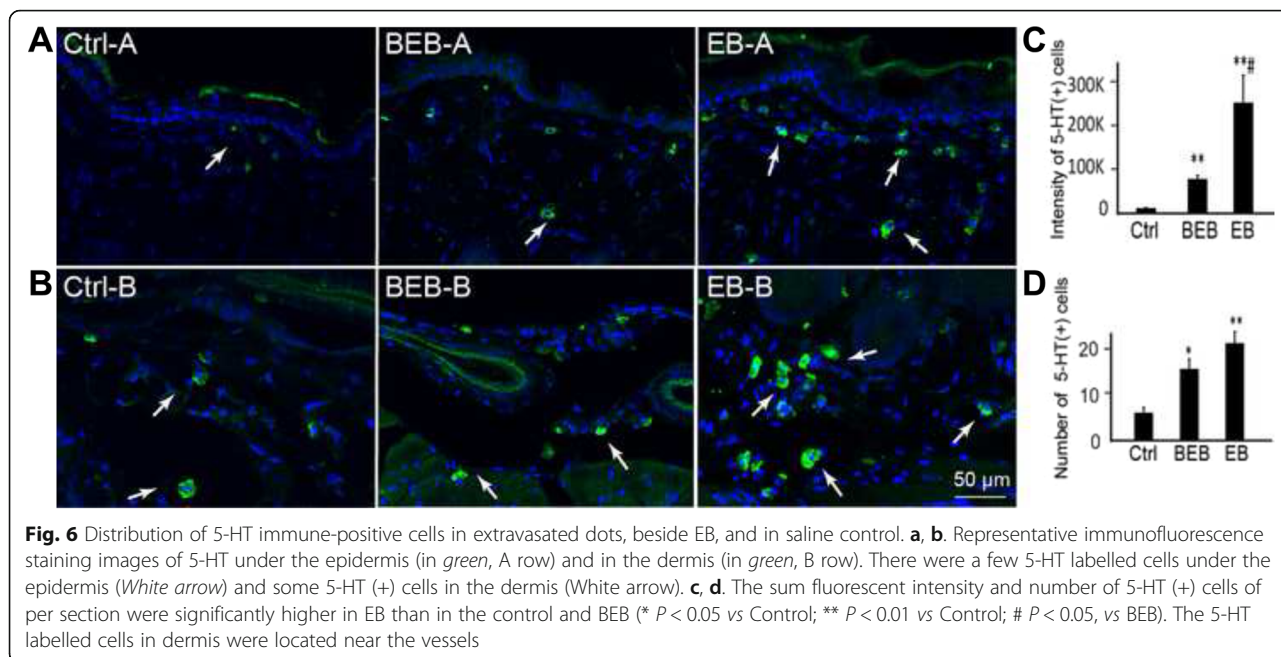 A
Ctrl-A
BEB-A
EB-A
B
Ctrl-B
BEB-B
EB-B
50 µm
C
Intensity of 5-HT(+) cells
300K
200K
100K
0
**
**#
Ctrl BEB EB
D
Number of 5-HT(+) cells
20
10
0
*
**
Ctrl BEB EB
Fig. 6 Distribution of 5-HT immune-positive cells in extravasated dots, beside EB, and in saline control. a, b. Representative immunofluorescence
staining images of 5-HT under the epidermis (in green, A row) and in the dermis (in green, B row). There were a few 5-HT labelled cells under the
epidermis (White arrow) and some 5-HT (+) cells in the dermis (White arrow). c, d. The sum fluorescent intensity and number of 5-HT (+) cells of
per section were significantly higher in EB than in the control and BEB (* P < 0.05 vs Control; ** P < 0.01 vs Control; # P < 0.05, vs BEB). The 5-HT
labelled cells in dermis were located near the vessels